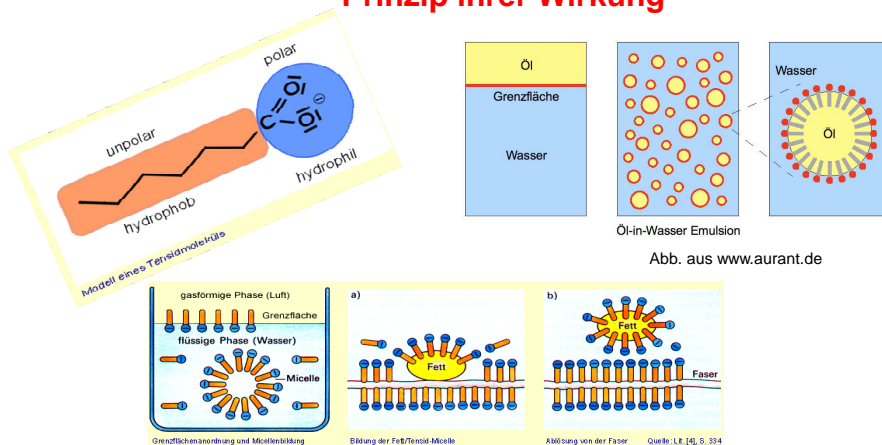 Prinzip ihrer Wirkung
polar
unpolar
C
O
O
hydrophil
hydrophob
Modell eines Tensidmoleküls
Öl
Grenzfläche
Wasser
Öl-in-Wasser Emulsion
Wasser
Öl
Abb. aus www.aurant.de
gasförmige Phase (Luft)
Grenzfläche
flüssige Phase (Wasser)
Micelle
Grenzflächenanordnung und Micellenbildung
a)
Fett
Bildung der Fett/Tensid-Micelle
b)
Fett
Faser
Ablösung von der Faser
Quelle: Lit. [4], S. 334